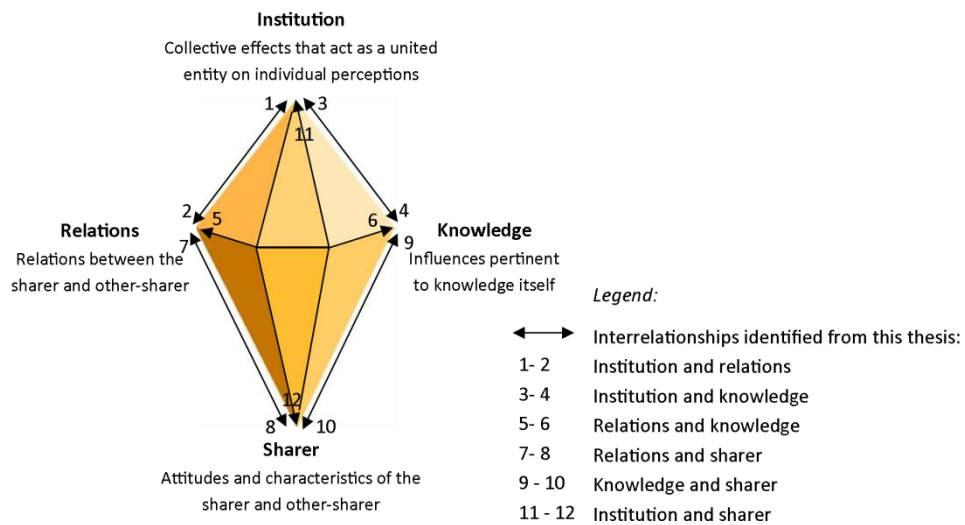 Institution
Collective effects that act as a united
entity on individual perceptions
1
3
11
2
5
6
4
Relations
7
9
Knowledge
Relations between the
sharer and other-sharer
Influences pertinent
to knowledge itself
12
8
10
Sharer
Attitudes and characteristics of the
sharer and other-sharer
Legend:
Interrelationships identified from this thesis:
1- 2 Institution and relations
3- 4 Institution and knowledge
5- 6 Relations and knowledge
7- 8 Relations and sharer
9 - 10 Knowledge and sharer
11 - 12 Institution and sharer